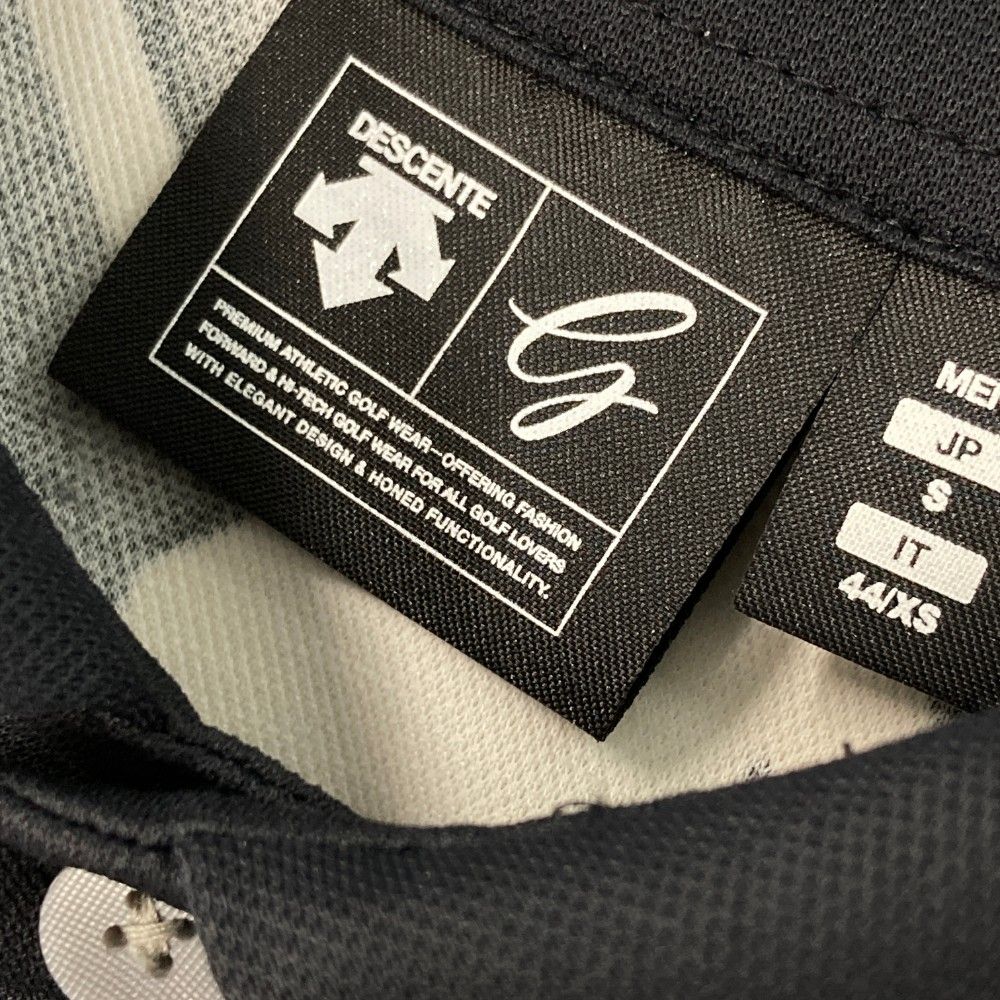 DESCENTE
G
PREMIUM ATHLETIC GOLF WEAR—OFFERING FASHION
FORWARD & HI-TECH GOLF WEAR FOR ALL GOLF LOVERS
WITH ELEGANT DESIGN & HONED FUNCTIONALITY.
JP
S
IT
44/XS